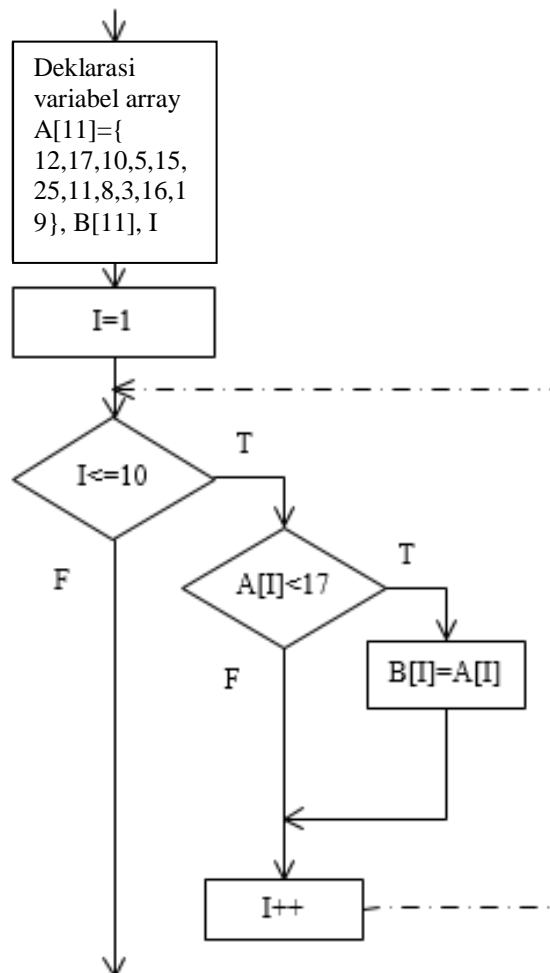 Deklarasi
variabel array
A[11]={
12,17,10,5,15,
25,11,8,3,16,1
9}, B[11], I
I=1
I<=10
T
F
A[I]<17
T
F
B[I]=A[I]
I++